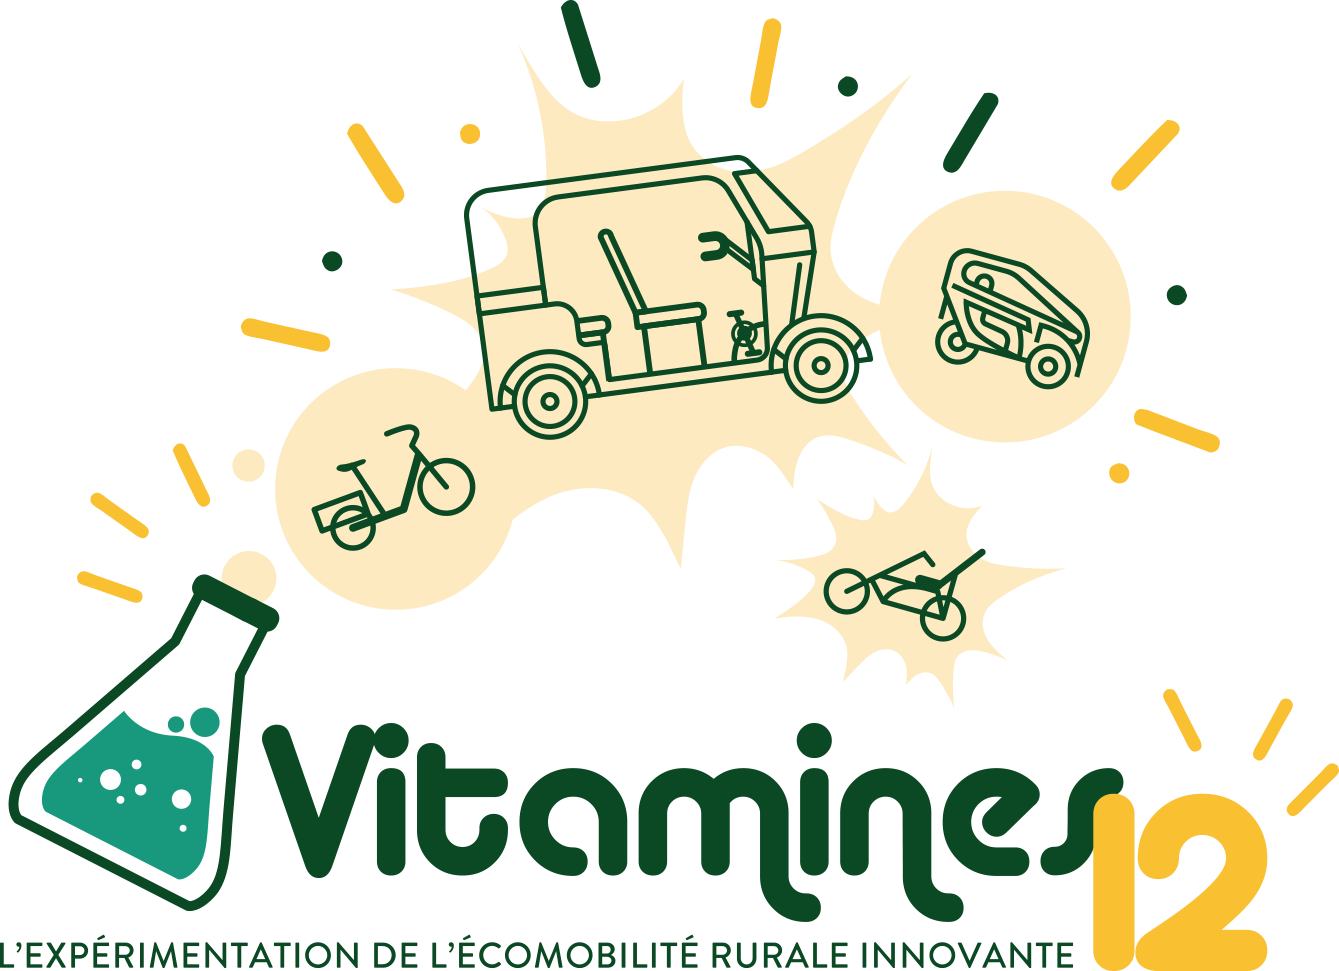 Vitamines 12
L’EXPÉRIMENTATION DE L’ÉCOMOBILITÉ RURALE INNOVANTE